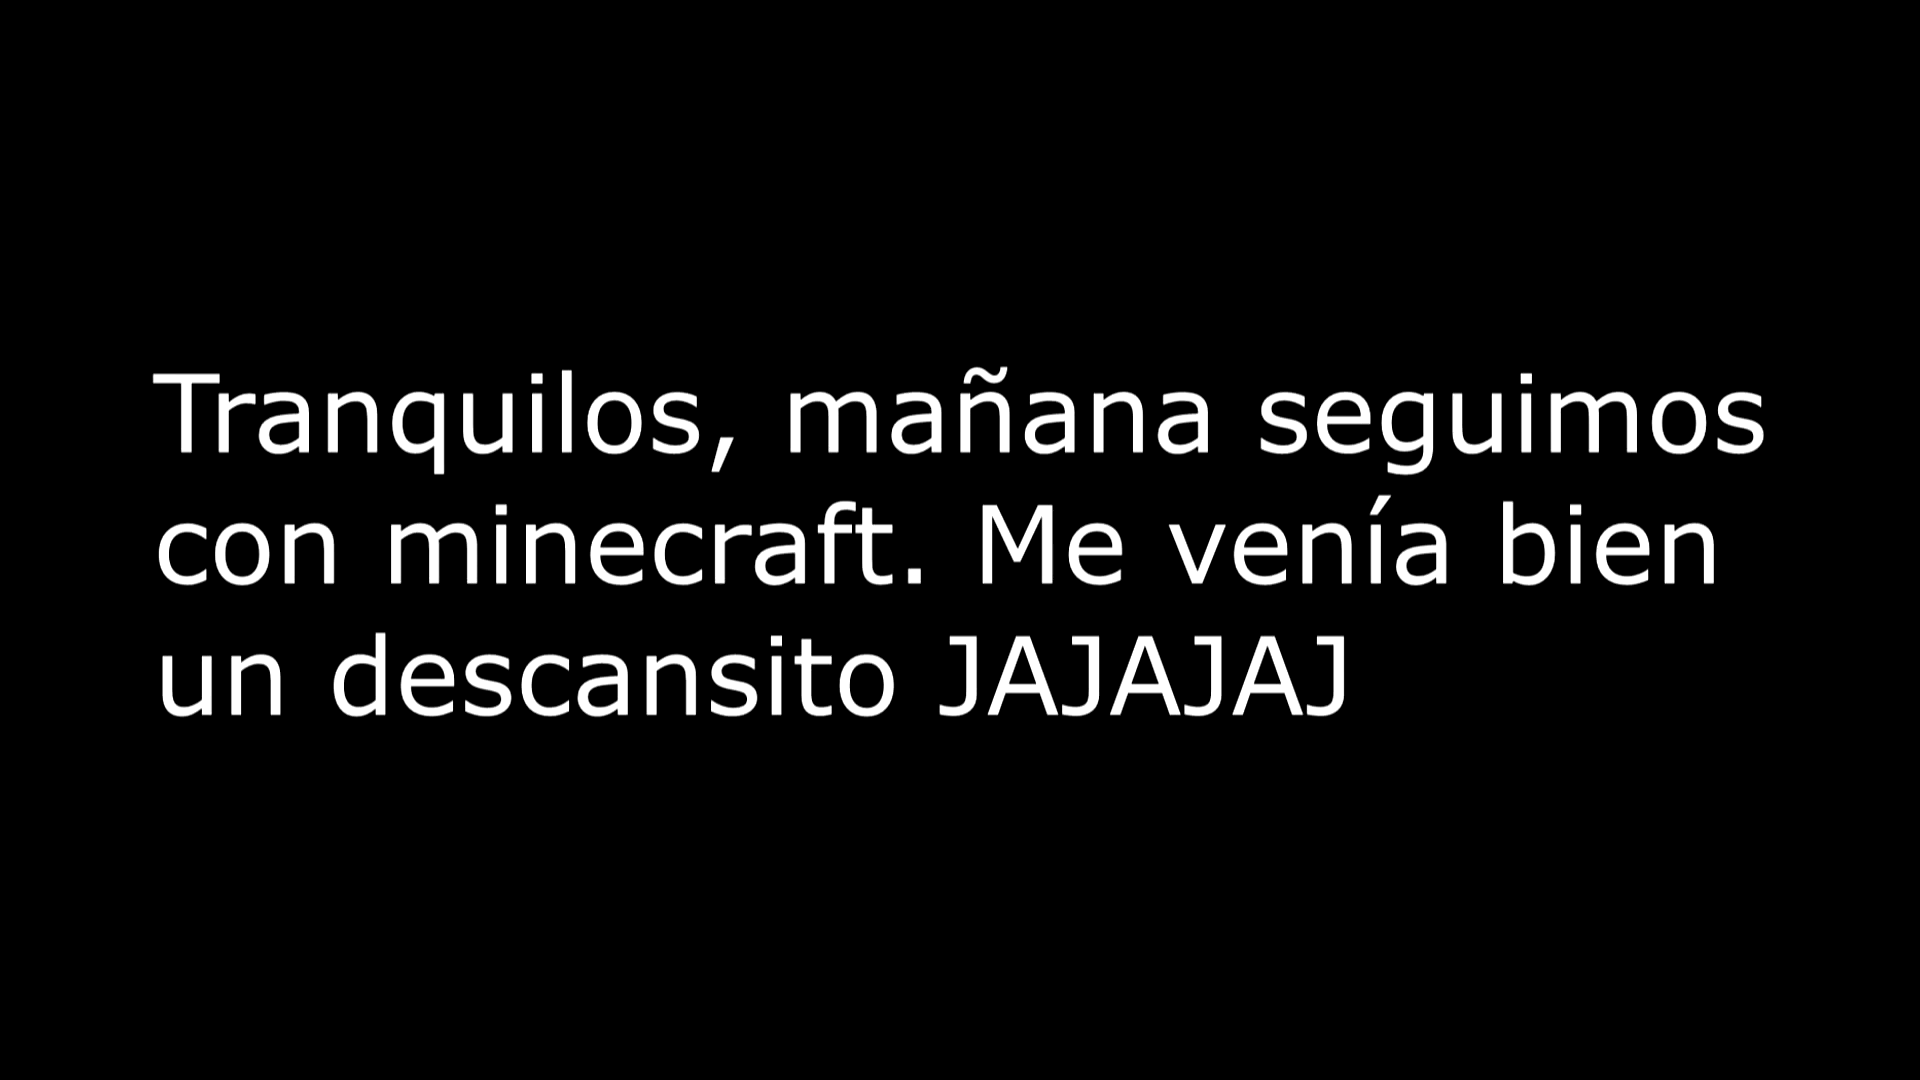 Tranquilos, mañana seguimos
con minecraft. Me venía bien
un descansito JAJAJAJ